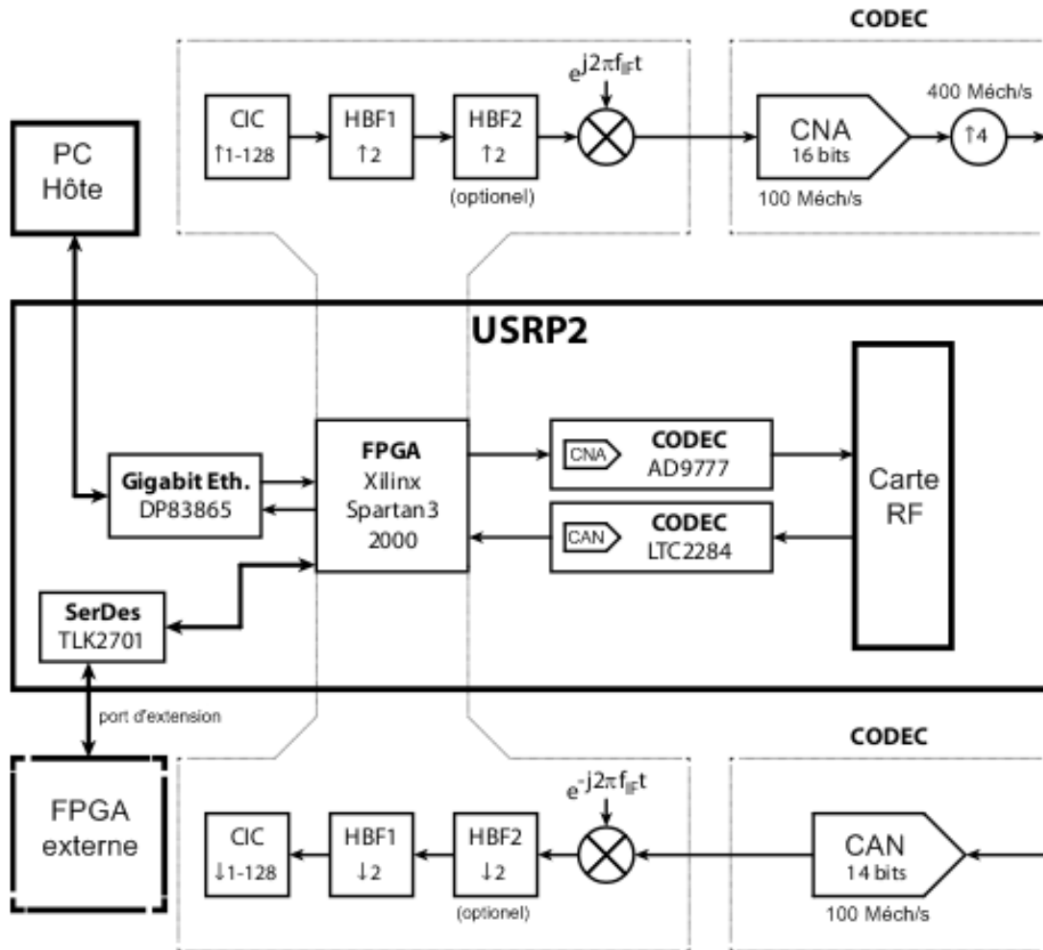 CODEC
e^j2πf_IFt
400 Méch/s
CIC
↑1-128
HBF1
↑2
HBF2
↑2
(optionel)
CNA
16 bits
↑4
100 Méch/s
PC
Hôte
USRP2
FPGA
Xilinx
Spartan3
2000
CNA
CODEC
AD9777
CAN
CODEC
LTC2284
Carte
RF
Gigabit Eth.
DP83865
SerDes
TLK2701
port d'extension
FPGA
externe
CODEC
e^-j2πf_IFt
CIC
↓1-128
HBF1
↓2
HBF2
↓2
(optionel)
CAN
14 bits
100 Méch/s